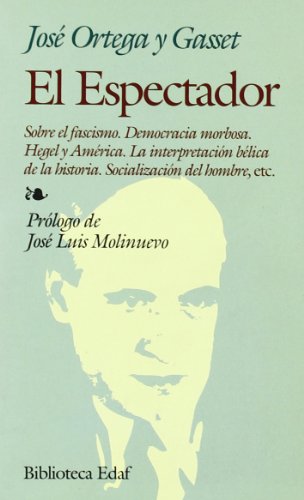 José Ortega y Gasset
El Espectador
Sobre el fascismo. Democracia morbosa.
Hegel y América. La interpretación bélica
de la historia. Socialización del hombre, etc.
Prólogo de
José Luis Molinuevo
Biblioteca Edaf